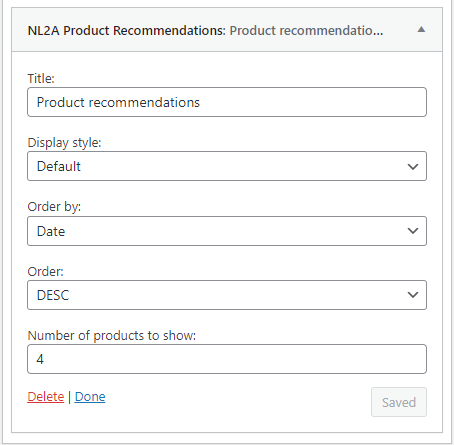 NL2A Product Recommendations: Product recommendatio...
Title:
Product recommendations
Display style:
Default
Order by:
Date
Order:
DESC
Number of products to show:
4
Delete | Done
Saved